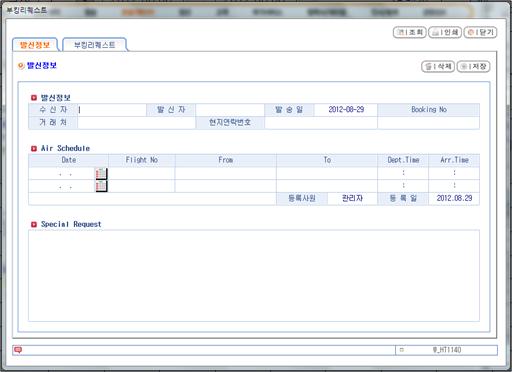 부킹리퀘스트
조회 인쇄 닫기
발신정보 부킹리퀘스트
발신정보 삭제 저장
발신정보
수 신 자 발 신 자 발 송 일 2012-08-29 Booking No
거 래 처 현지연락번호
Air Schedule
Date Flight No From To Dept.Time Arr.Time
. . : :
. . : :
등록사원 관리자 등 록 일 2012.08.29
Special Request
W_HT1140